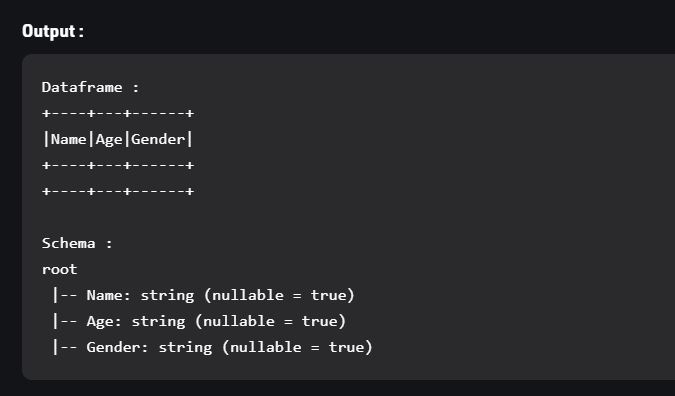 Output :
Dataframe :
+----+---+------+
|Name|Age|Gender|
+----+---+------+
+----+---+------+
Schema :
root
 |-- Name: string (nullable = true)
 |-- Age: string (nullable = true)
 |-- Gender: string (nullable = true)